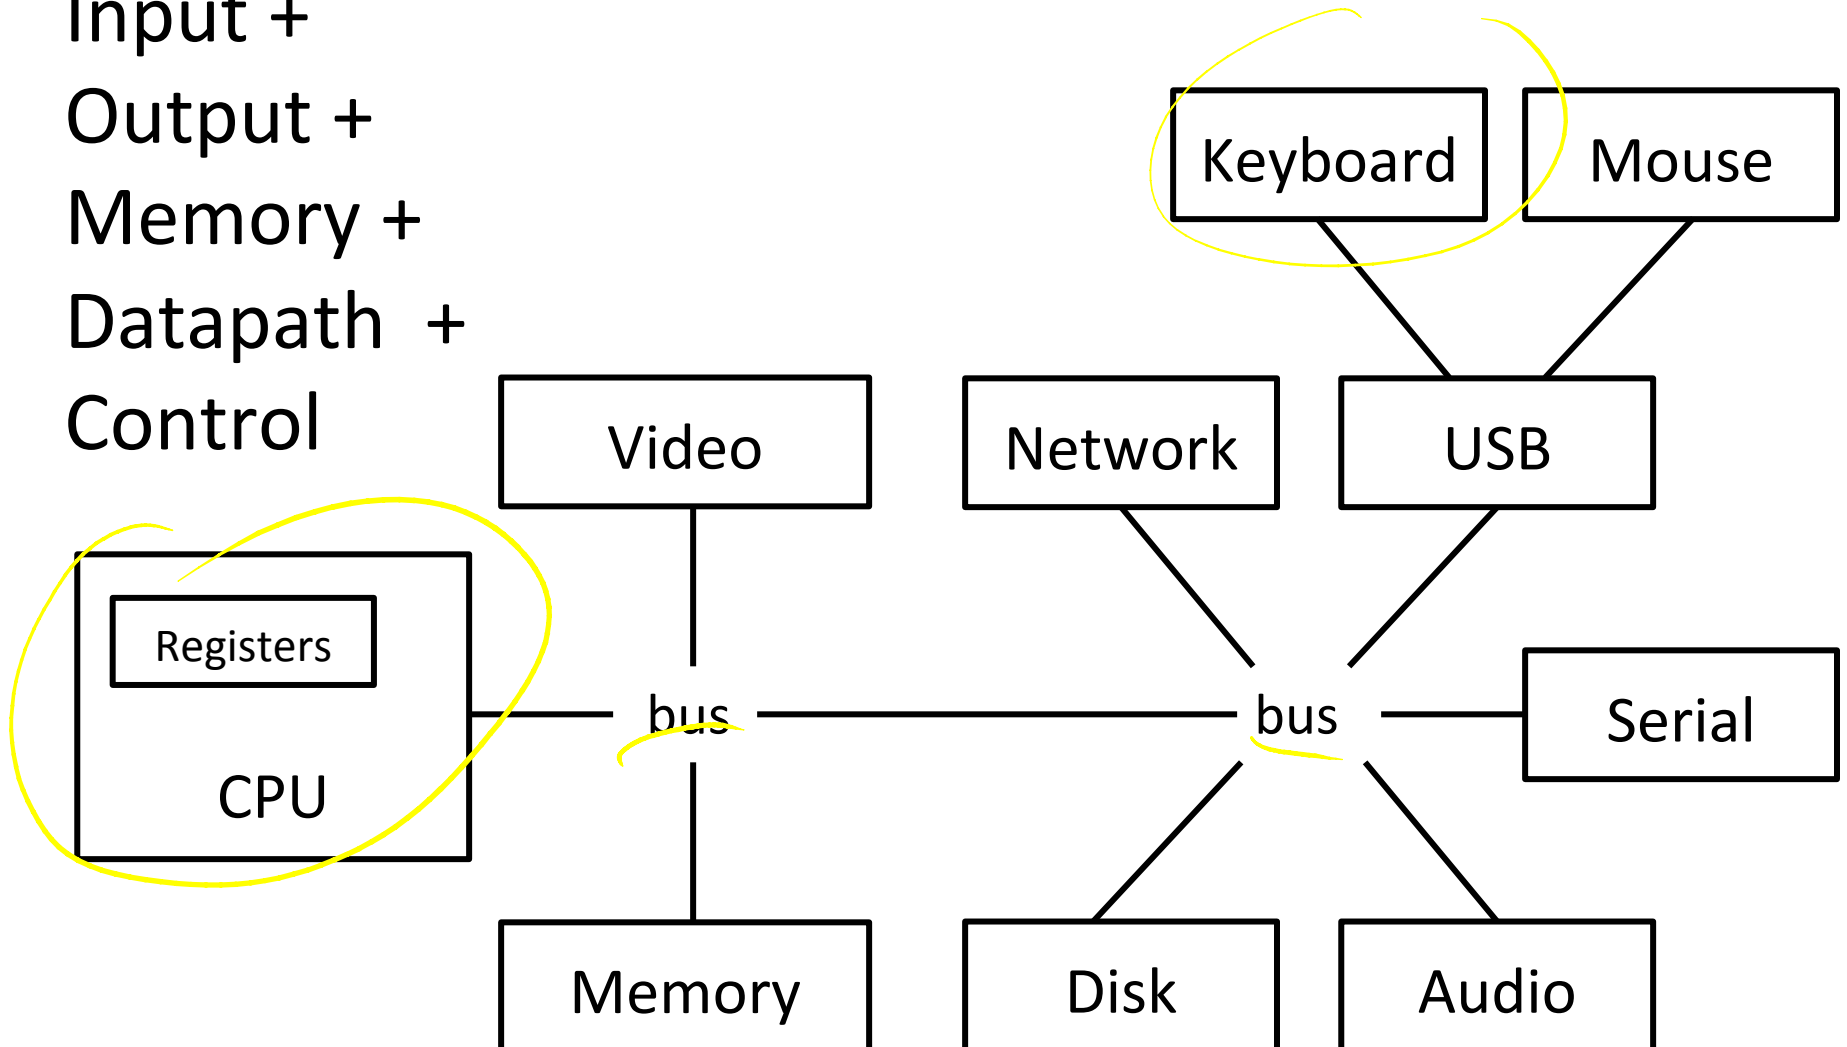 Input +
Output +
Memory +
Datapath +
Control
Keyboard
Mouse
Video
Network
USB
Registers
CPU
bus
bus
Serial
Memory
Disk
Audio